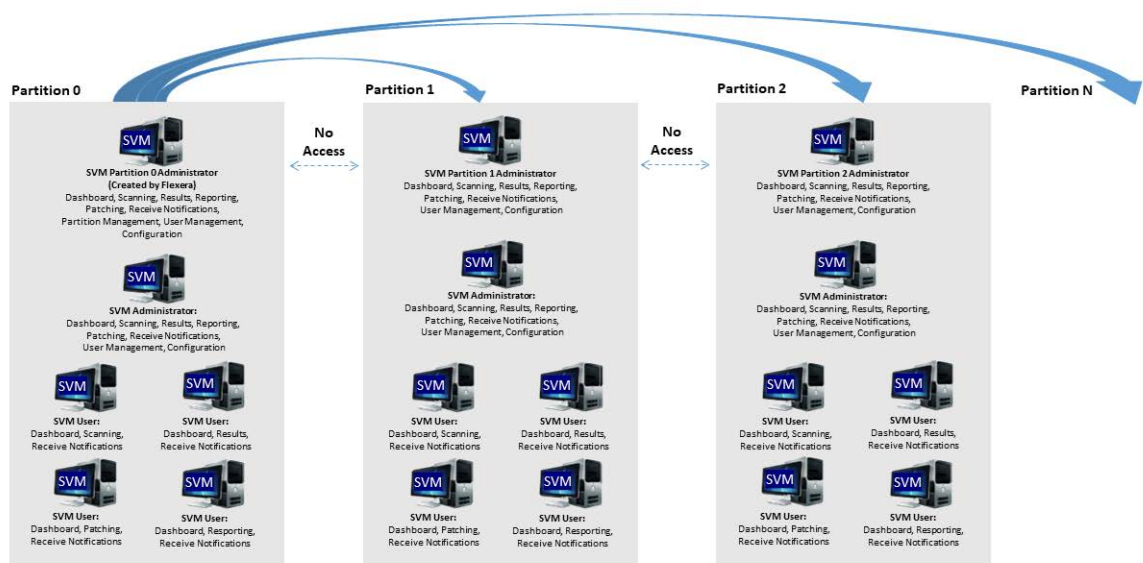 Partition 0
SVM
SVM Partition 0 Administrator
(Created by Flexera)
Dashboard, Scanning, Results, Reporting,
Patching, Receive Notifications,
Partition Management, User Management,
Configuration
SVM
SVM Administrator:
Dashboard, Scanning, Results, Reporting,
Patching, Receive Notifications,
User Management, Configuration
SVM
SVM User:
Dashboard, Scanning,
Receive Notifications
SVM
SVM User:
Dashboard, Results,
Receive Notifications
SVM
SVM User:
Dashboard, Patching,
Receive Notifications
SVM
SVM User:
Dashboard, Resporting,
Receive Notifications
No
Access
Partition 1
SVM
SVM Partition 1 Administrator
Dashboard, Scanning, Results, Reporting,
Patching, Receive Notifications,
User Management, Configuration
SVM
SVM Administrator:
Dashboard, Scanning, Results, Reporting,
Patching, Receive Notifications,
User Management, Configuration
SVM
SVM User:
Dashboard, Scanning,
Receive Notifications
SVM
SVM User:
Dashboard, Results,
Receive Notifications
SVM
SVM User:
Dashboard, Patching,
Receive Notifications
SVM
SVM User:
Dashboard, Resporting,
Receive Notifications
No
Access
Partition 2
SVM
SVM Partition 2 Administrator
Dashboard, Scanning, Results, Reporting,
Patching, Receive Notifications,
User Management, Configuration
SVM
SVM Administrator:
Dashboard, Scanning, Results, Reporting,
Patching, Receive Notifications,
User Management, Configuration
SVM
SVM User:
Dashboard, Scanning,
Receive Notifications
SVM
SVM User:
Dashboard, Results,
Receive Notifications
SVM
SVM User:
Dashboard, Patching,
Receive Notifications
SVM
SVM User:
Dashboard, Resporting,
Receive Notifications
Partition N